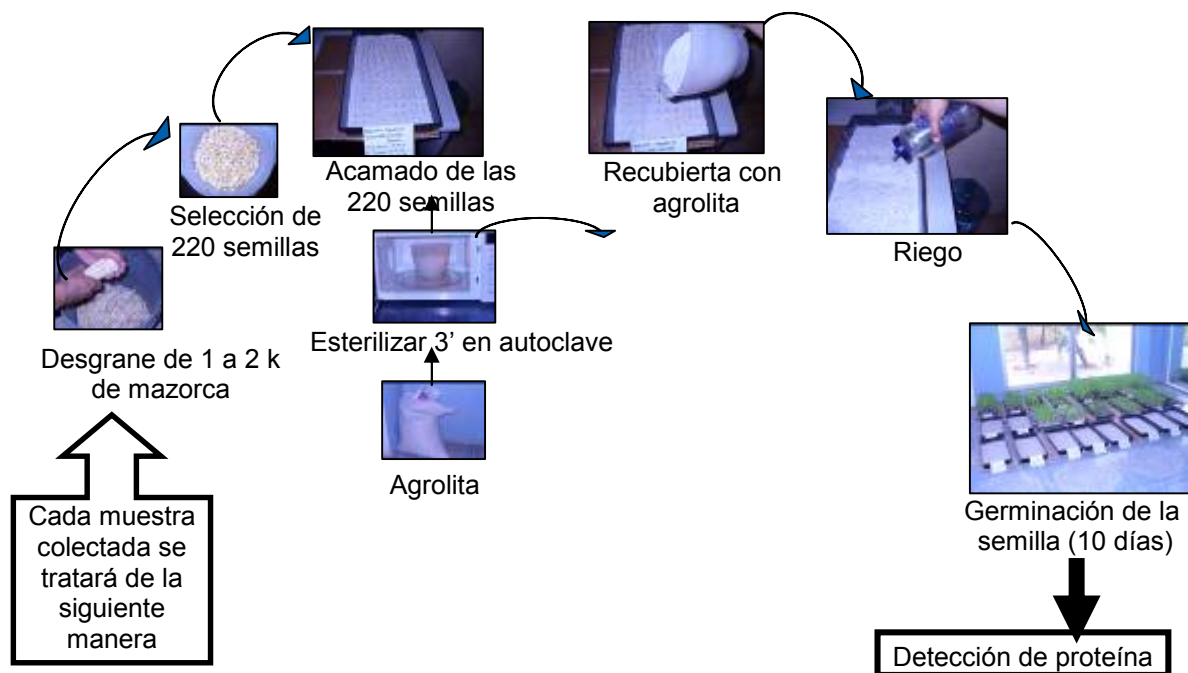 Cada muestra
colectada se
tratará de la
siguiente
manera
Desgrane de 1 a 2 k
de mazorca
Selección de
220 semillas
Acamado de las
220 semillas
Esterilizar 3’ en autoclave
Agrolita
Recubierta con
agrolita
Riego
Germinación de la
semilla (10 días)
Detección de proteína